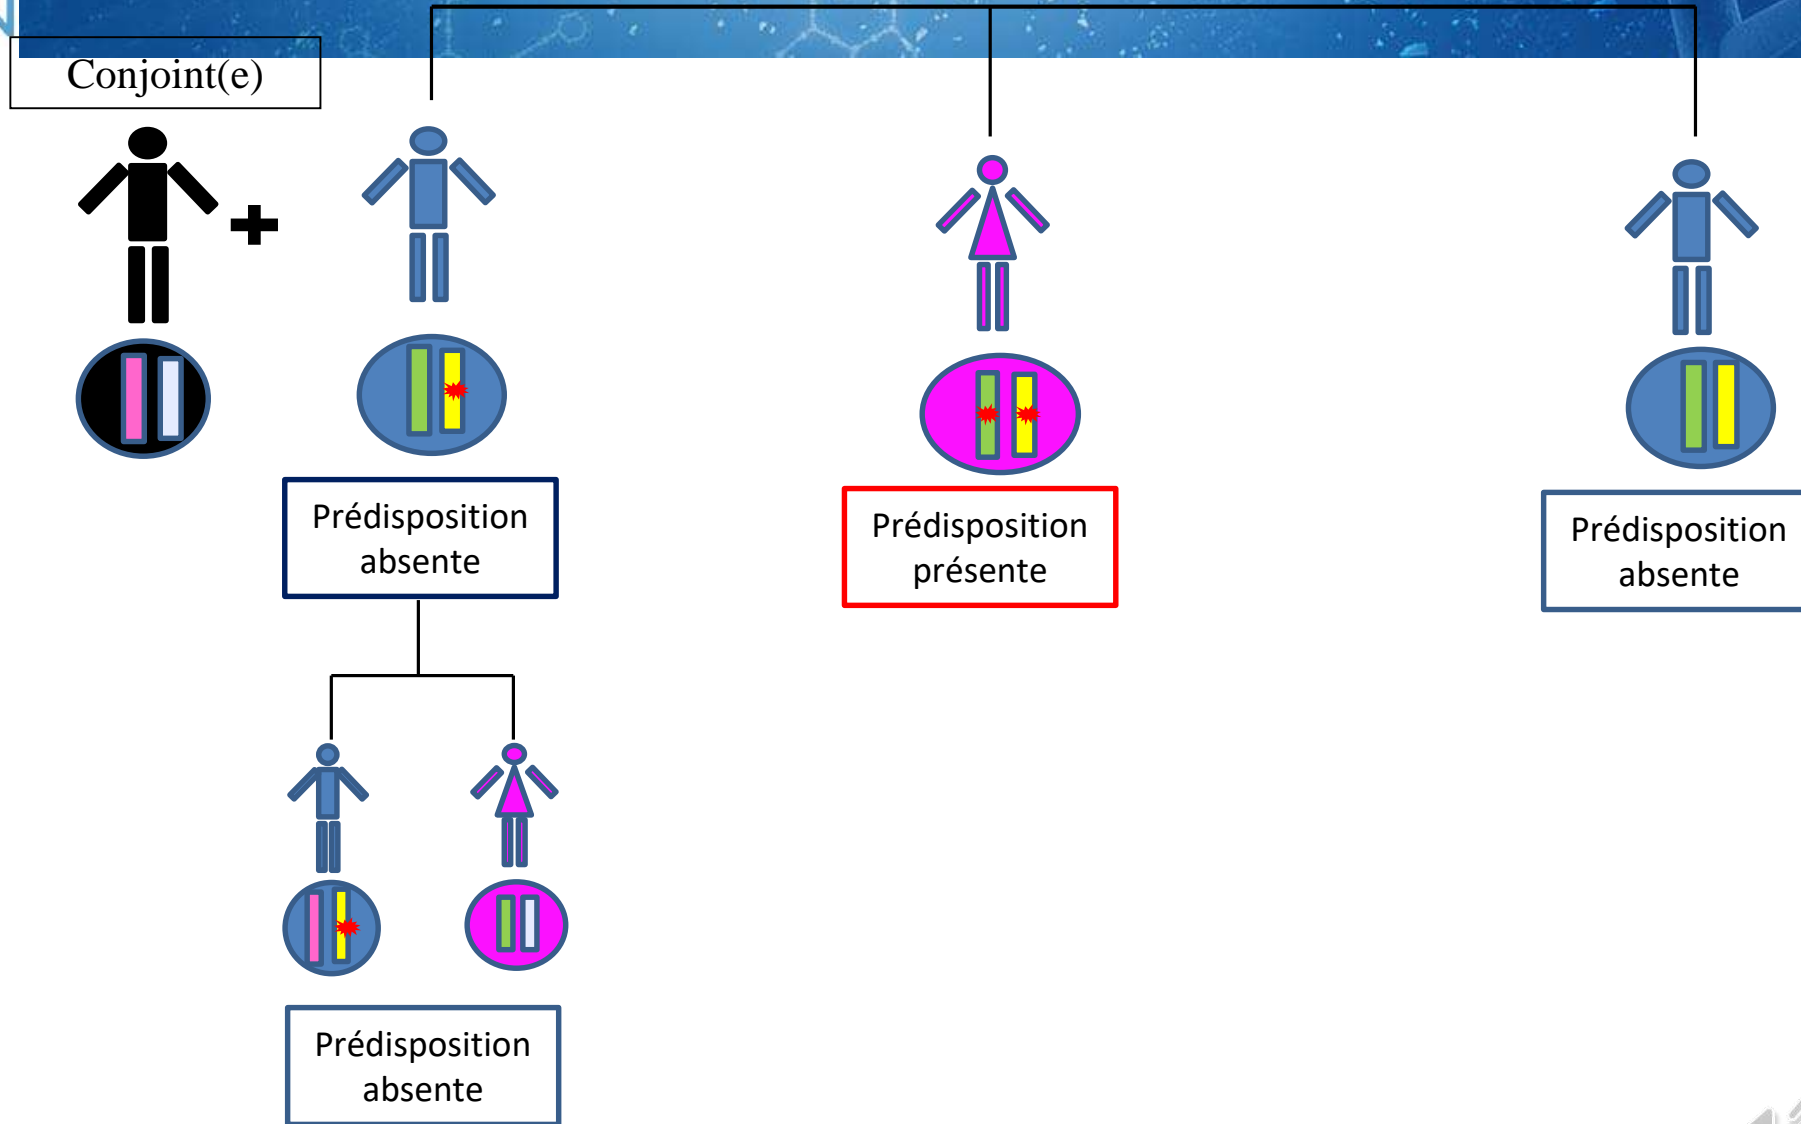 Conjoint(e)
Prédisposition
absente
Prédisposition
présente
Prédisposition
absente
Prédisposition
absente